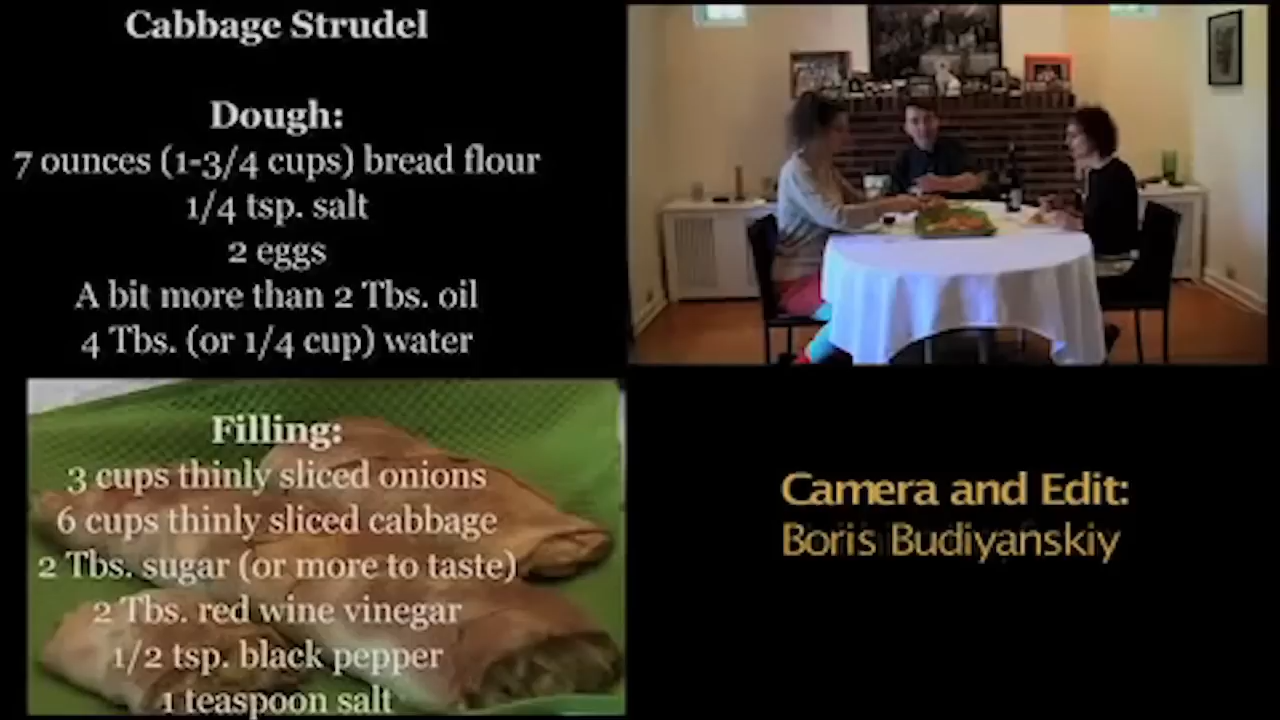 Cabbage Strudel
Dough:
7 ounces (1-3/4 cups) bread flour
1/4 tsp. salt
2 eggs
A bit more than 2 Tbs. oil
4 Tbs. (or 1/4 cup) water
Filling:
3 cups thinly sliced onions
6 cups thinly sliced cabbage
2 Tbs. sugar (or more to taste)
2 Tbs. red wine vinegar
1/2 tsp. black pepper
1 teaspoon salt
Camera and Edit:
Boris Budiyanskiy